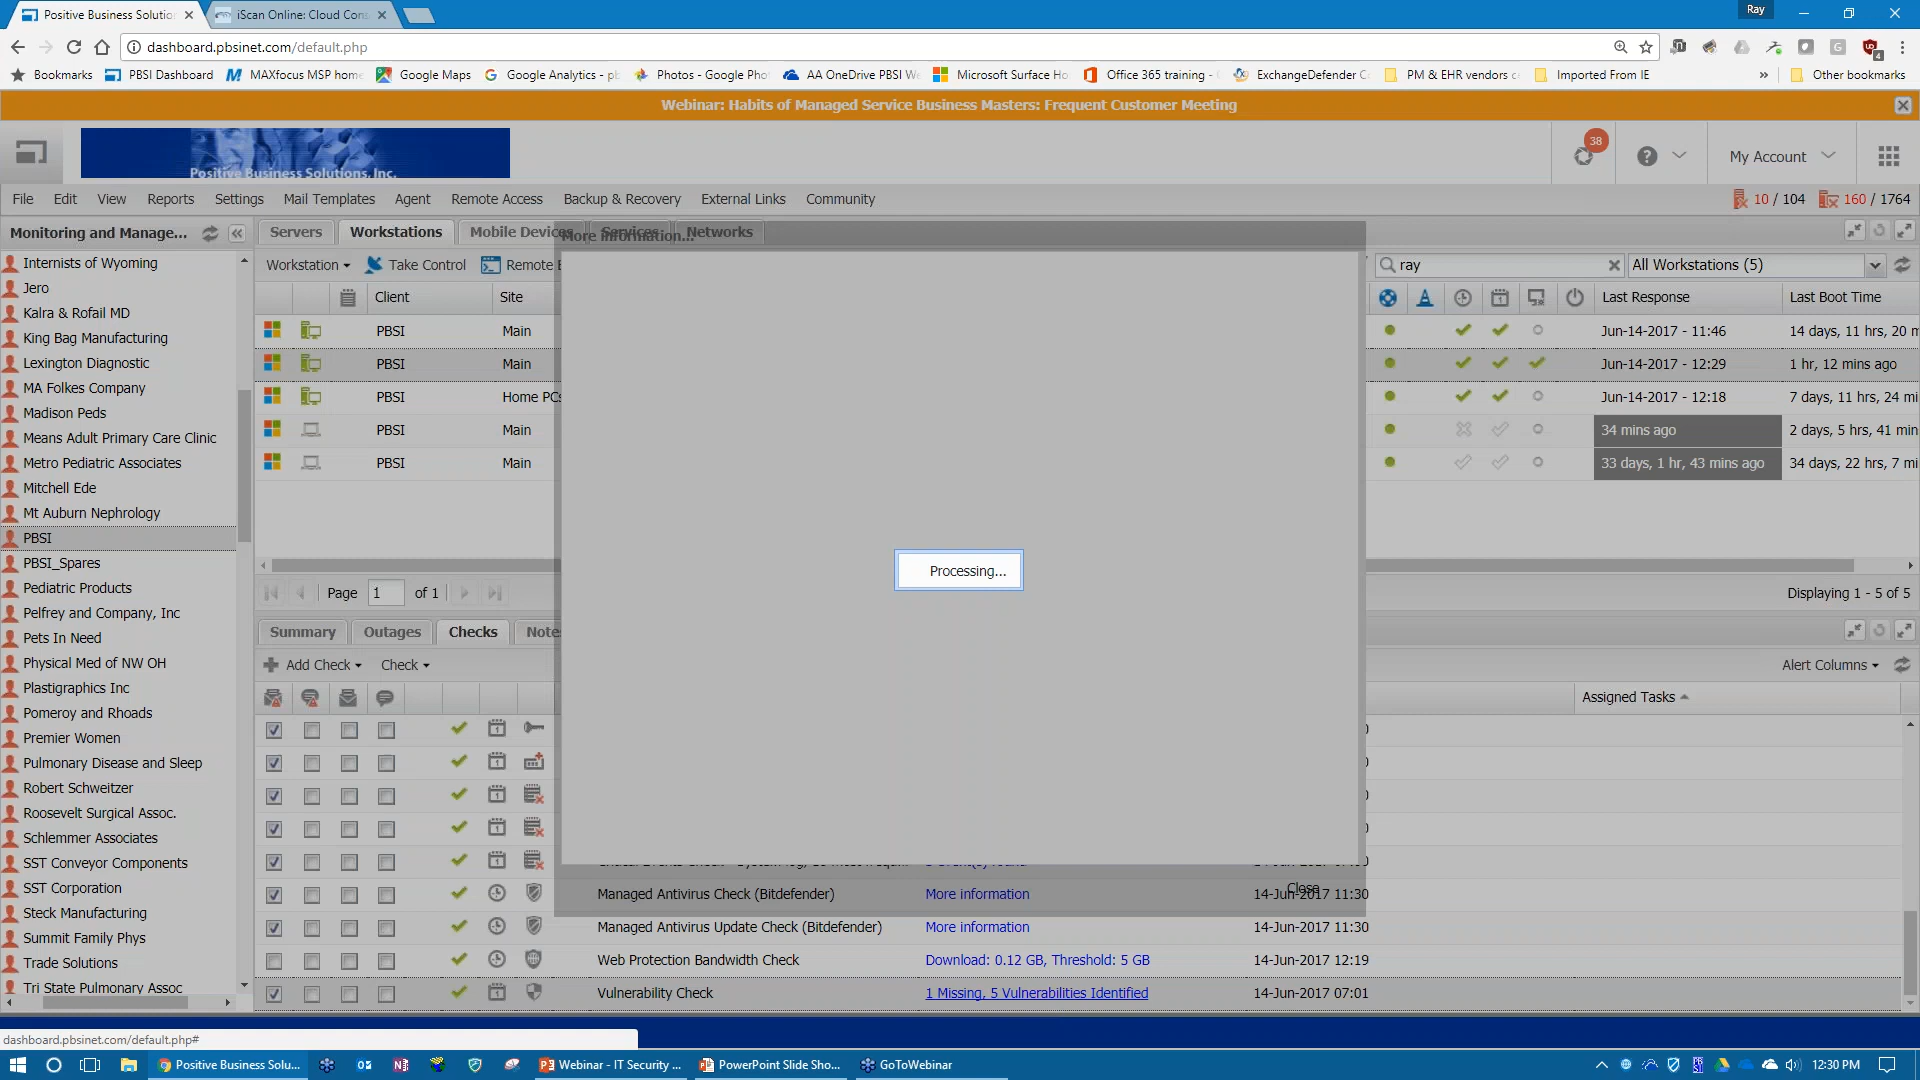 Positive Business Solutio
iScan Online: Cloud Con
Ray
dashboard.pbsinet.com/default.php
Bookmarks
PBSI Dashboard
MAXfocus MSP home
Google Maps
Google Analytics - pb
Photos - Google Pho
AA OneDrive PBSI We
Microsoft Surface Ho
Office 365 training -
ExchangeDefender Co
PM & EHR vendors c
Imported From IE
»
Other bookmarks
Webinar: Habits of Managed Service Business Masters: Frequent Customer Meeting
Positive Business Solutions, Inc.
38
My Account
File Edit View Reports Settings Mail Templates Agent Remote Access Backup & Recovery External Links Community
10 / 104 160 / 1764
Monitoring and Manage...
Servers Workstations Mobile Devices Services Networks
More information...
Workstation Take Control Remote
ray
All Workstations (5)
Client Site Last Response Last Boot Time
PBSI Main Jun-14-2017 - 11:46 14 days, 11 hrs, 20 m
PBSI Main Jun-14-2017 - 12:29 1 hr, 12 mins ago
PBSI Home PCs Jun-14-2017 - 12:18 7 days, 11 hrs, 24 mi
PBSI Main 34 mins ago 2 days, 5 hrs, 41 min
PBSI Main 33 days, 1 hr, 43 mins ago 34 days, 22 hrs, 7 mi
Internists of Wyoming
Jero
Kalra & Rofail MD
King Bag Manufacturing
Lexington Diagnostic
MA Folkes Company
Madison Peds
Means Adult Primary Care Clinic
Metro Pediatric Associates
Mitchell Ede
Mt Auburn Nephrology
PBSI
PBSI_Spares
Pediatric Products
Pelfrey and Company, Inc
Pets In Need
Physical Med of NW OH
Plastigraphics Inc
Pomeroy and Rhoads
Premier Women
Pulmonary Disease and Sleep
Robert Schweitzer
Roosevelt Surgical Assoc.
Schlemmer Associates
SST Conveyor Components
SST Corporation
Steck Manufacturing
Summit Family Phys
Trade Solutions
Tri State Pulmonary Assoc
Processing...
Page 1 of 1
Displaying 1 - 5 of 5
Summary Outages Checks Notes
Add Check Check
Alert Columns
Assigned Tasks
Close
Managed Antivirus Check (Bitdefender) More information 14-Jun-2017 11:30
Managed Antivirus Update Check (Bitdefender) More information 14-Jun-2017 11:30
Web Protection Bandwidth Check Download: 0.12 GB, Threshold: 5 GB 14-Jun-2017 12:19
Vulnerability Check 1 Missing, 5 Vulnerabilities Identified 14-Jun-2017 07:01
dashboard.pbsinet.com/default.php#
Positive Business Solu...
Webinar - IT Security ...
PowerPoint Slide Sho...
GoToWebinar
12:30 PM